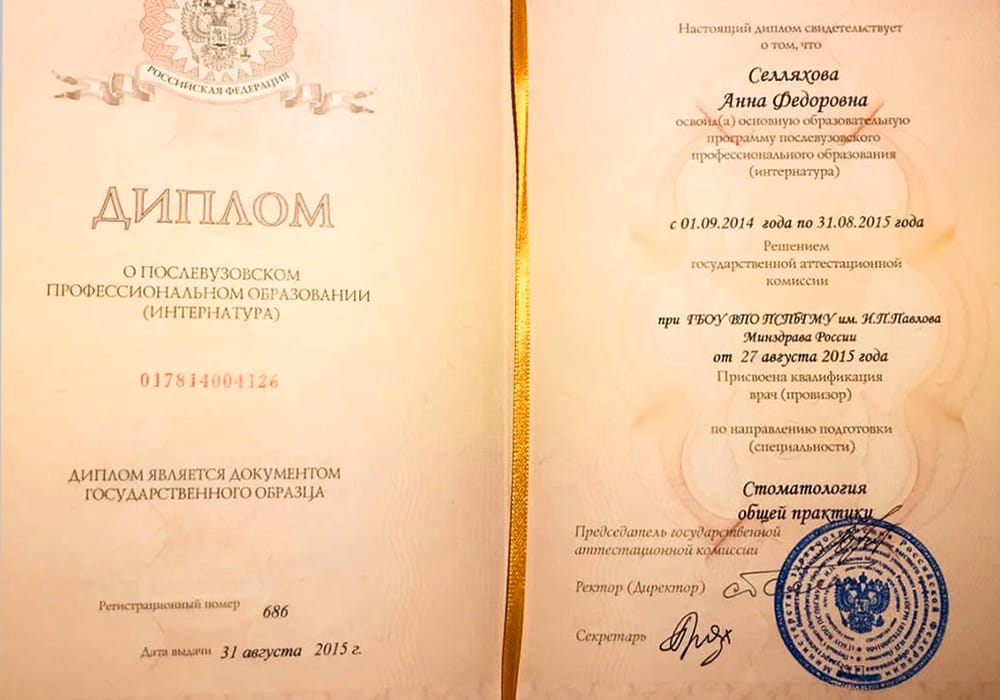 РОССИЙСКАЯ ФЕДЕРАЦИЯ
ДИПЛОМ
О ПОСЛЕВУЗОВСКОМ
ПРОФЕССИОНАЛЬНОМ ОБРАЗОВАНИИ
(ИНТЕРНАТУРА)
017814004126
ДИПЛОМ ЯВЛЯЕТСЯ ДОКУМЕНТОМ
ГОСУДАРСТВЕННОГО ОБРАЗЦА
Регистрационный номер 686
Дата выдачи 31 августа 2015 г.
Настоящий диплом свидетельствует
о том, что
Селляхова
Анна Федоровна
освоил(а) основную образовательную
программу послевузовского
профессионального образования
(интернатура)
с 01.09.2014 года по 31.08.2015 года
Решением
государственной аттестационной
комиссии
при ГБОУ ВПО ПСПбГМУ им. И.П.Павлова
Минздрава России
от 27 августа 2015 года
Присвоена квалификация
врач (провизор)
по направлению подготовки
(специальности)
Стоматология
общей практики
Председатель государственной
аттестационной комиссии
Ректор (Директор)
Секретарь